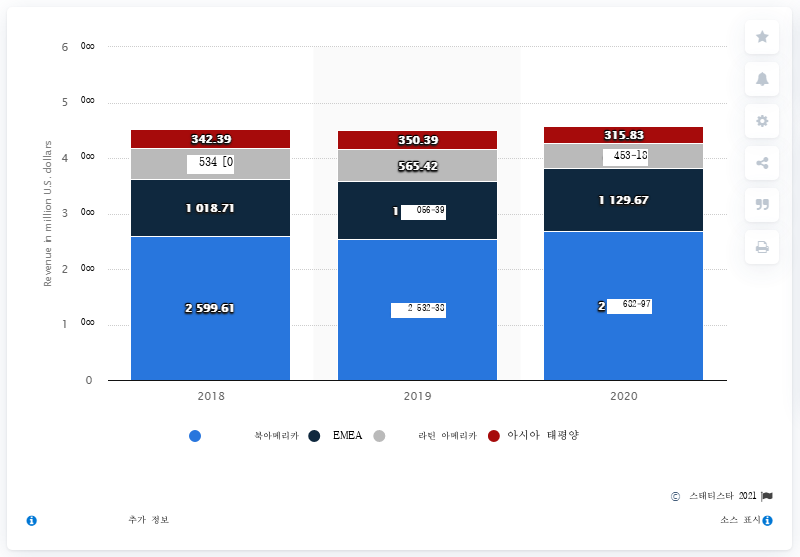 6 000
5 000
4 000
3 000
2 000
1 000
0
Revenue in million U.S. dollars
342.39 350.39 315.83
534 [0 565.42 453-18
1 018.71 1 056-39 1 129.67
2 599.61 2 532-33 2 632-97
2018 2019 2020
북아메리카 EMEA 라틴 아메리카 아시아 태평양
© 스태티스타 2021
추가 정보 소스 표시